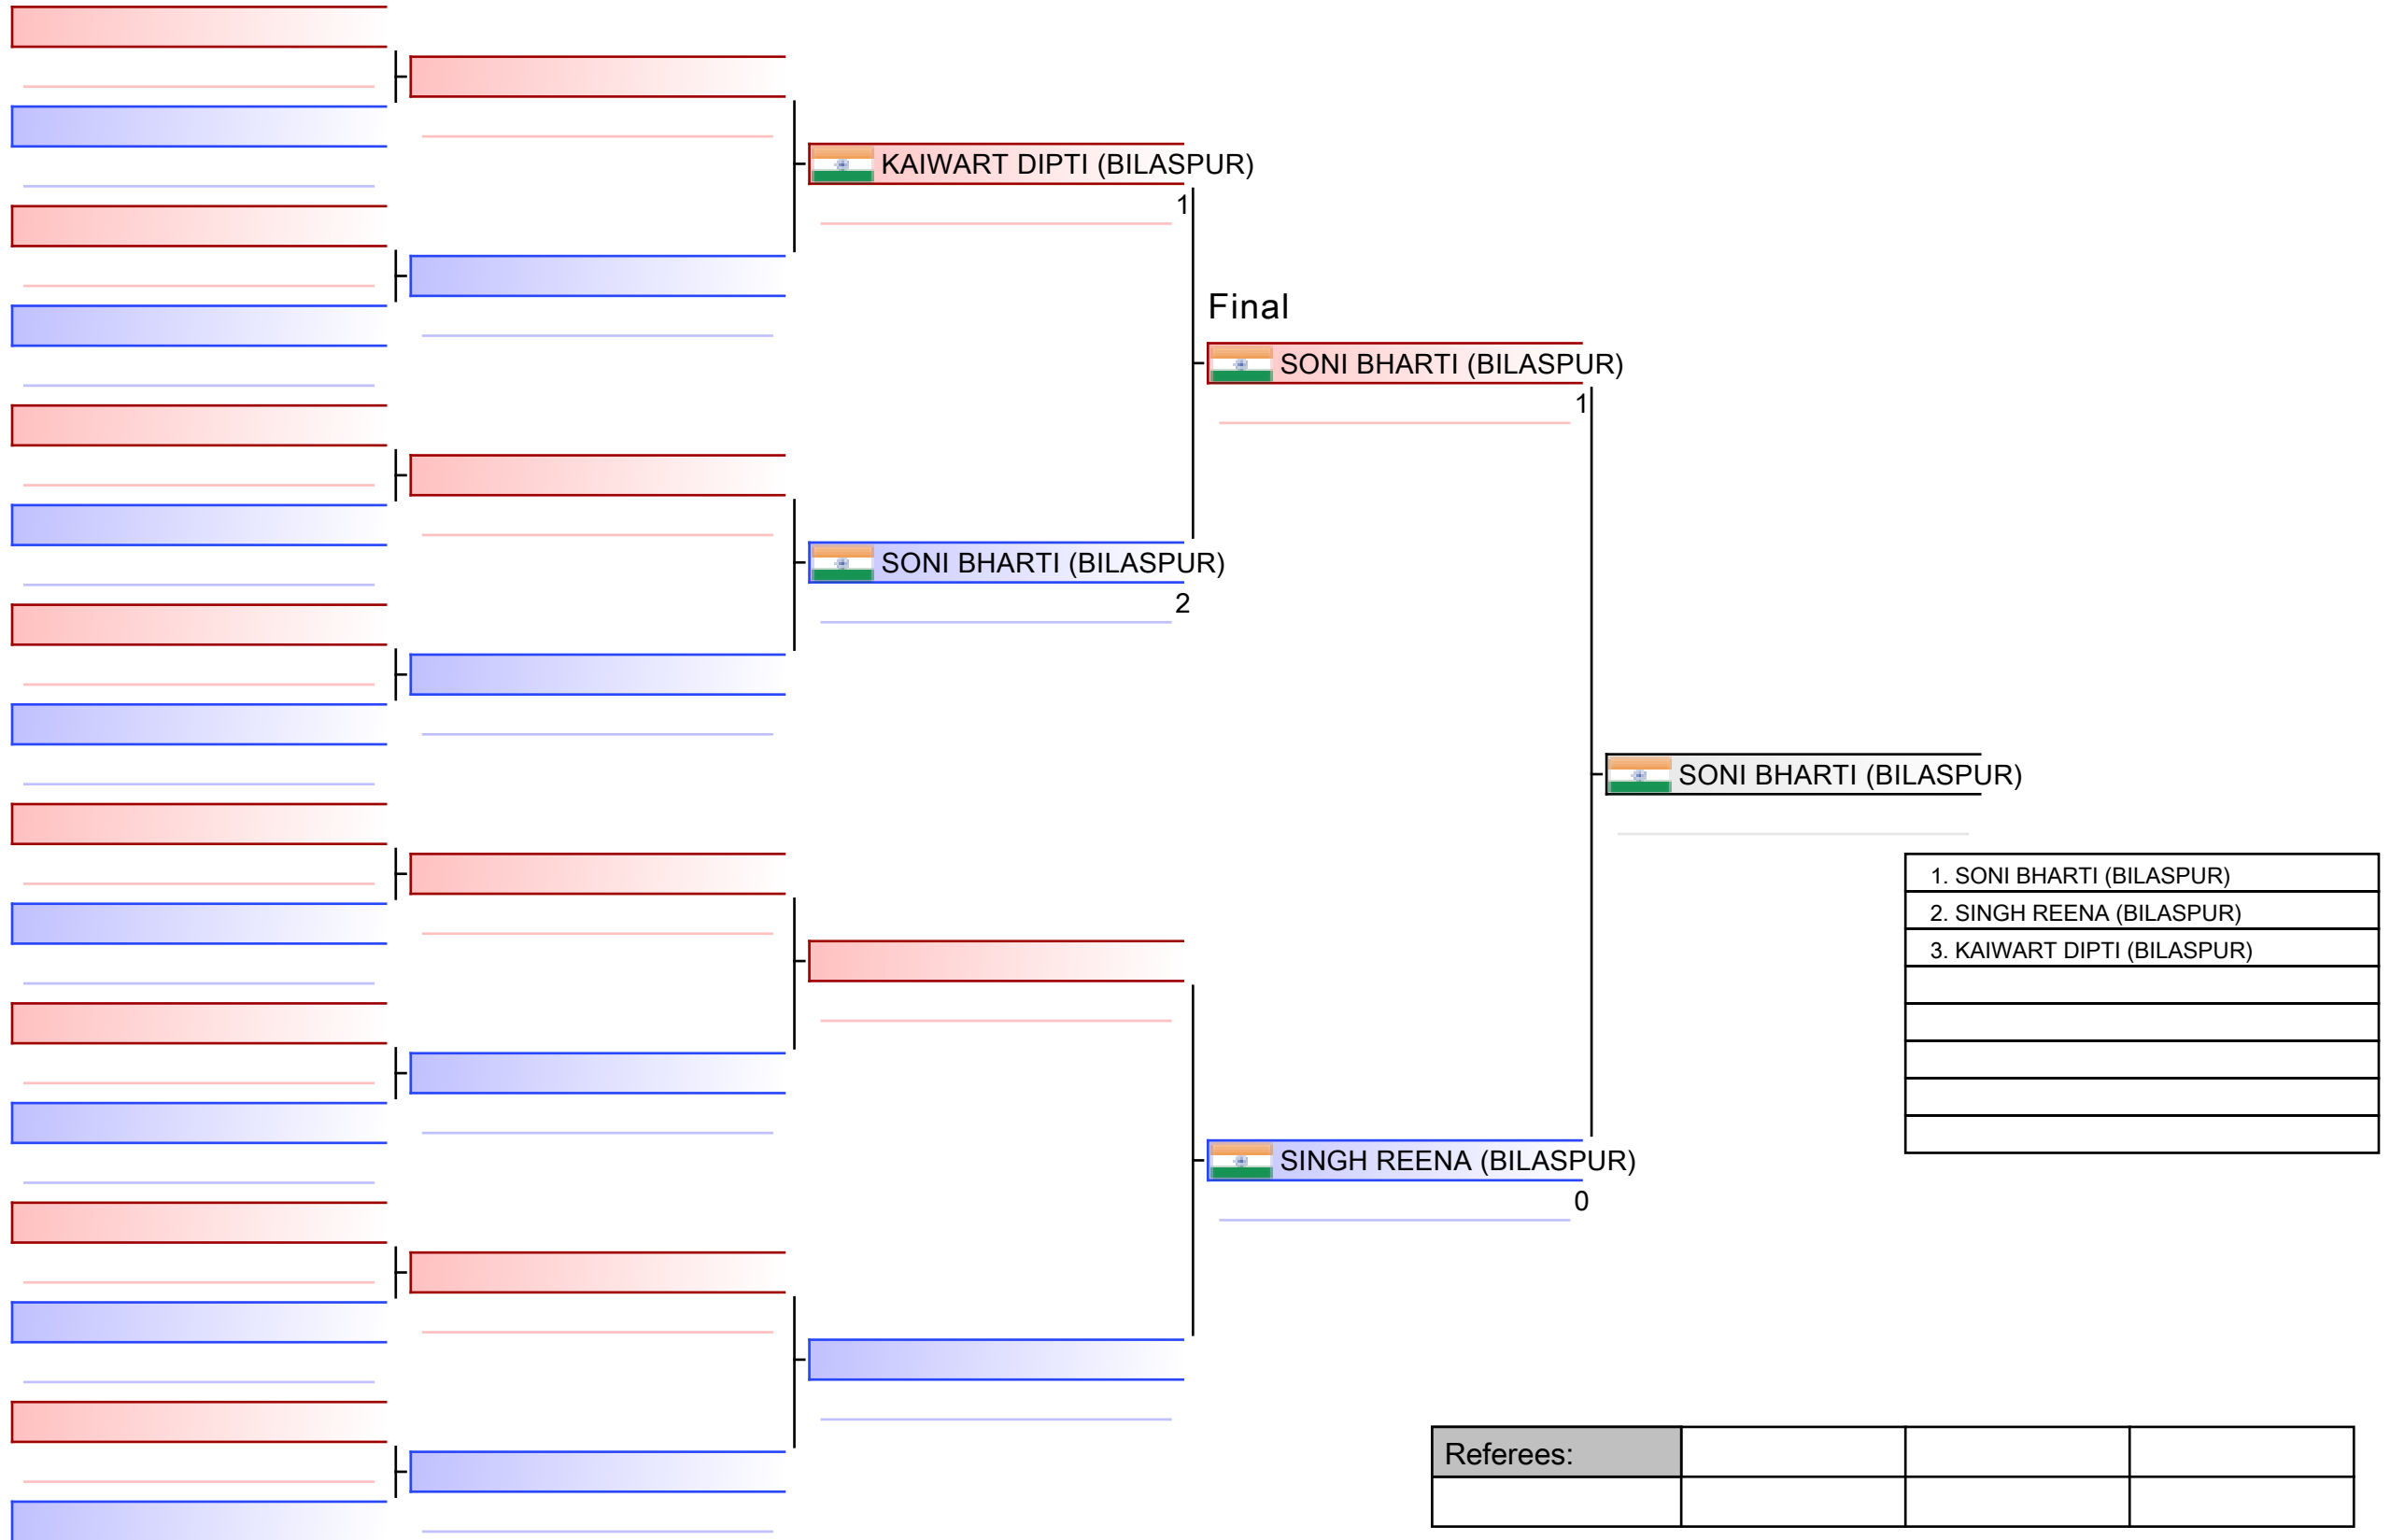 KAIWART DIPTI (BILASPUR)
1
Final
SONI BHARTI (BILASPUR)
1
SONI BHARTI (BILASPUR)
2
SONI BHARTI (BILASPUR)
1. SONI BHARTI (BILASPUR)
2. SINGH REENA (BILASPUR)
3. KAIWART DIPTI (BILASPUR)
SINGH REENA (BILASPUR)
0
Referees: